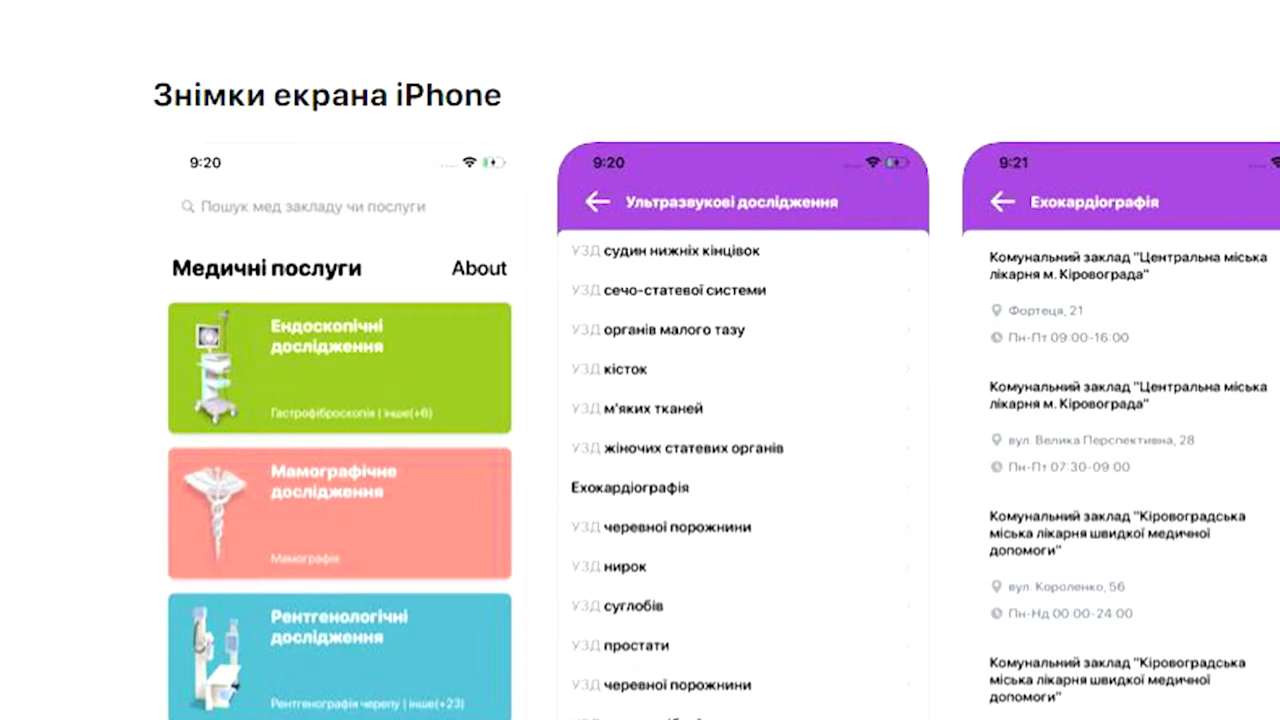 Знімки екрана iPhone
9:20
Пошук мед закладу чи послуги
Медичні послуги
About
Ендоскопічні
дослідження
Гастрофіброскопія | інше(+6)
Мамографічне
дослідження
Мамографія
Рентгенологічні
дослідження
Рентгенографія черепу | інше(+23)
9:20
Ультразвукові дослідження
УЗД судин нижніх кінцівок
УЗД сечо-статевої системи
УЗД органів малого тазу
УЗД кісток
УЗД м'яких тканей
УЗД жіночих статевих органів
Ехокардіографія
УЗД черевної порожнини
УЗД нирок
УЗД суглобів
УЗД простати
УЗД черевної порожнини
9:21
Ехокардіографія
Комунальний заклад "Центральна міська
лікарня м. Кіровограда"
Фортеця, 21
Пн-Пт 09:00-16:00
Комунальний заклад "Центральна міська
лікарня м. Кіровограда"
вул. Велика Перспективна, 28
Пн-Пт 07:30-09:00
Комунальний заклад "Кіровоградська
міська лікарня швидкої медичної
допомоги"
вул. Короленко, 56
Пн-Нд 00:00-24:00
Комунальний заклад "Кіровоградська
міська лікарня швидкої медичної
допомоги"